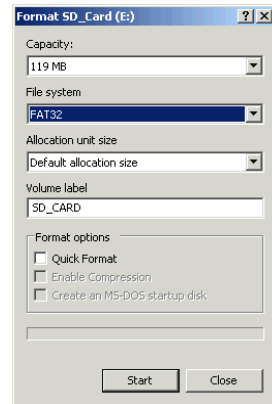 Format SD_Card (E:)
Capacity:
119 MB
File system
FAT32
Allocation unit size
Default allocation size
Volume label
SD_CARD
Format options
Quick Format
Enable Compression
Create an MS-DOS startup disk
Start Close